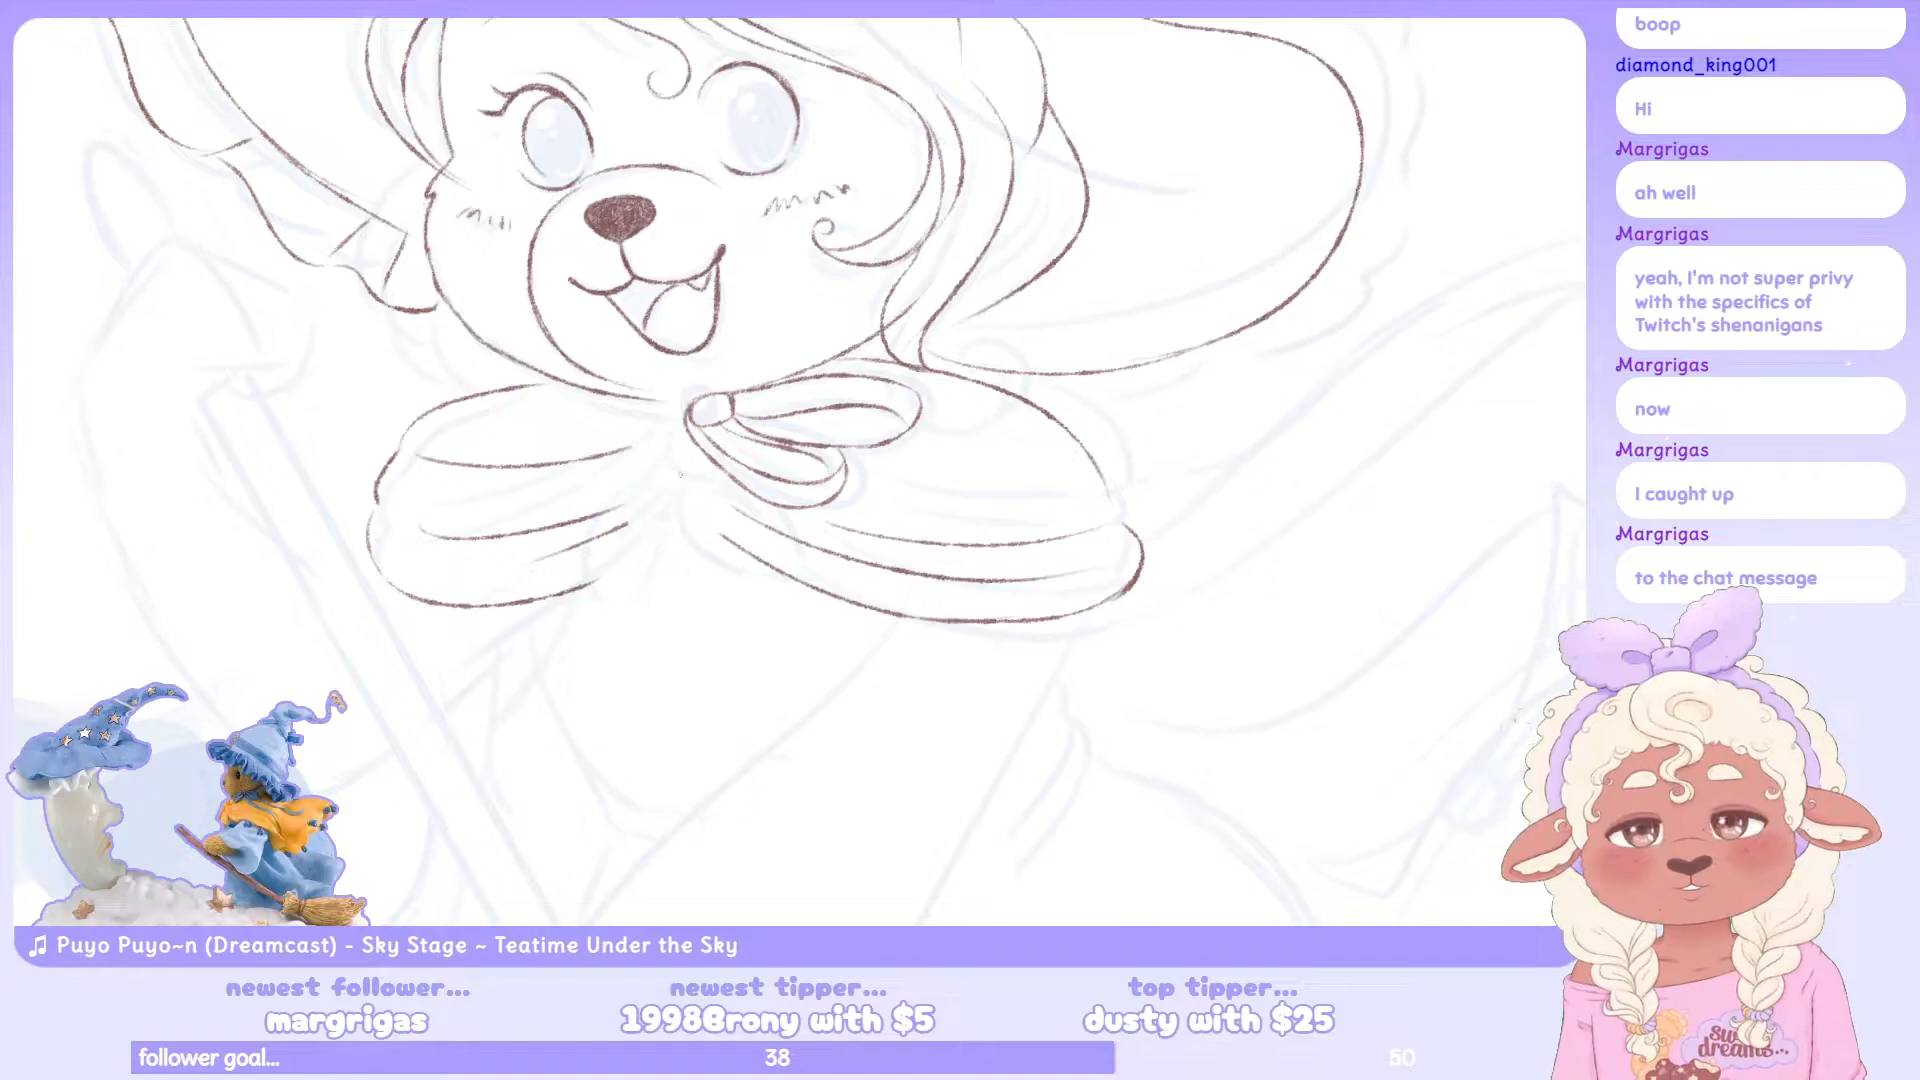 boop
diamond_king001
Hi
Margrigas
ah well
Margrigas
yeah, I'm not super privy
with the specifics of
Twitch's shenanigans
Margrigas
now
Margrigas
I caught up
Margrigas
to the chat message
♫ Puyo Puyo~n (Dreamcast) - Sky Stage ~ Teatime Under the Sky
newest follower...
margrigas
newest tipper...
1998Brony with $5
top tipper...
dusty with $25
follower goal...
38
50
dreams...